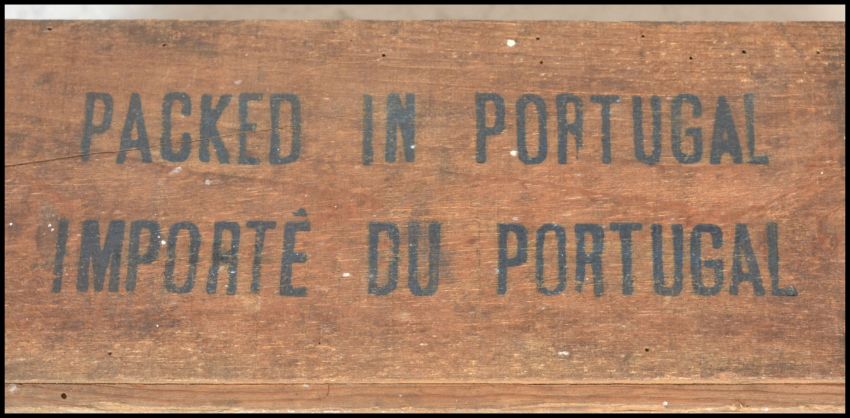 PACKED IN PORTUGAL
IMPORTÉ DU PORTUGAL